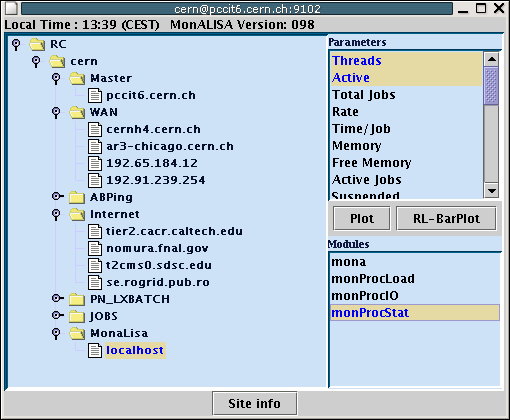 cern@pccit6.cern.ch:9102
Local Time : 13:39 (CEST) MonALISA Version: 098
RC
cern
Master
pccit6.cern.ch
WAN
cernh4.cern.ch
ar3-chicago.cern.ch
192.65.184.12
192.91.239.254
ABPing
Internet
tier2.cacr.caltech.edu
nomura.fnal.gov
t2cms0.sdsc.edu
se.rogrid.pub.ro
PN_LXBATCH
JOBS
MonaLisa
localhost
Parameters
Threads
Active
Total Jobs
Rate
Time/Job
Memory
Free Memory
Active Jobs
Suspended
Plot
RL-BarPlot
Modules
mona
monProcLoad
monProcIO
monProcStat
Site info